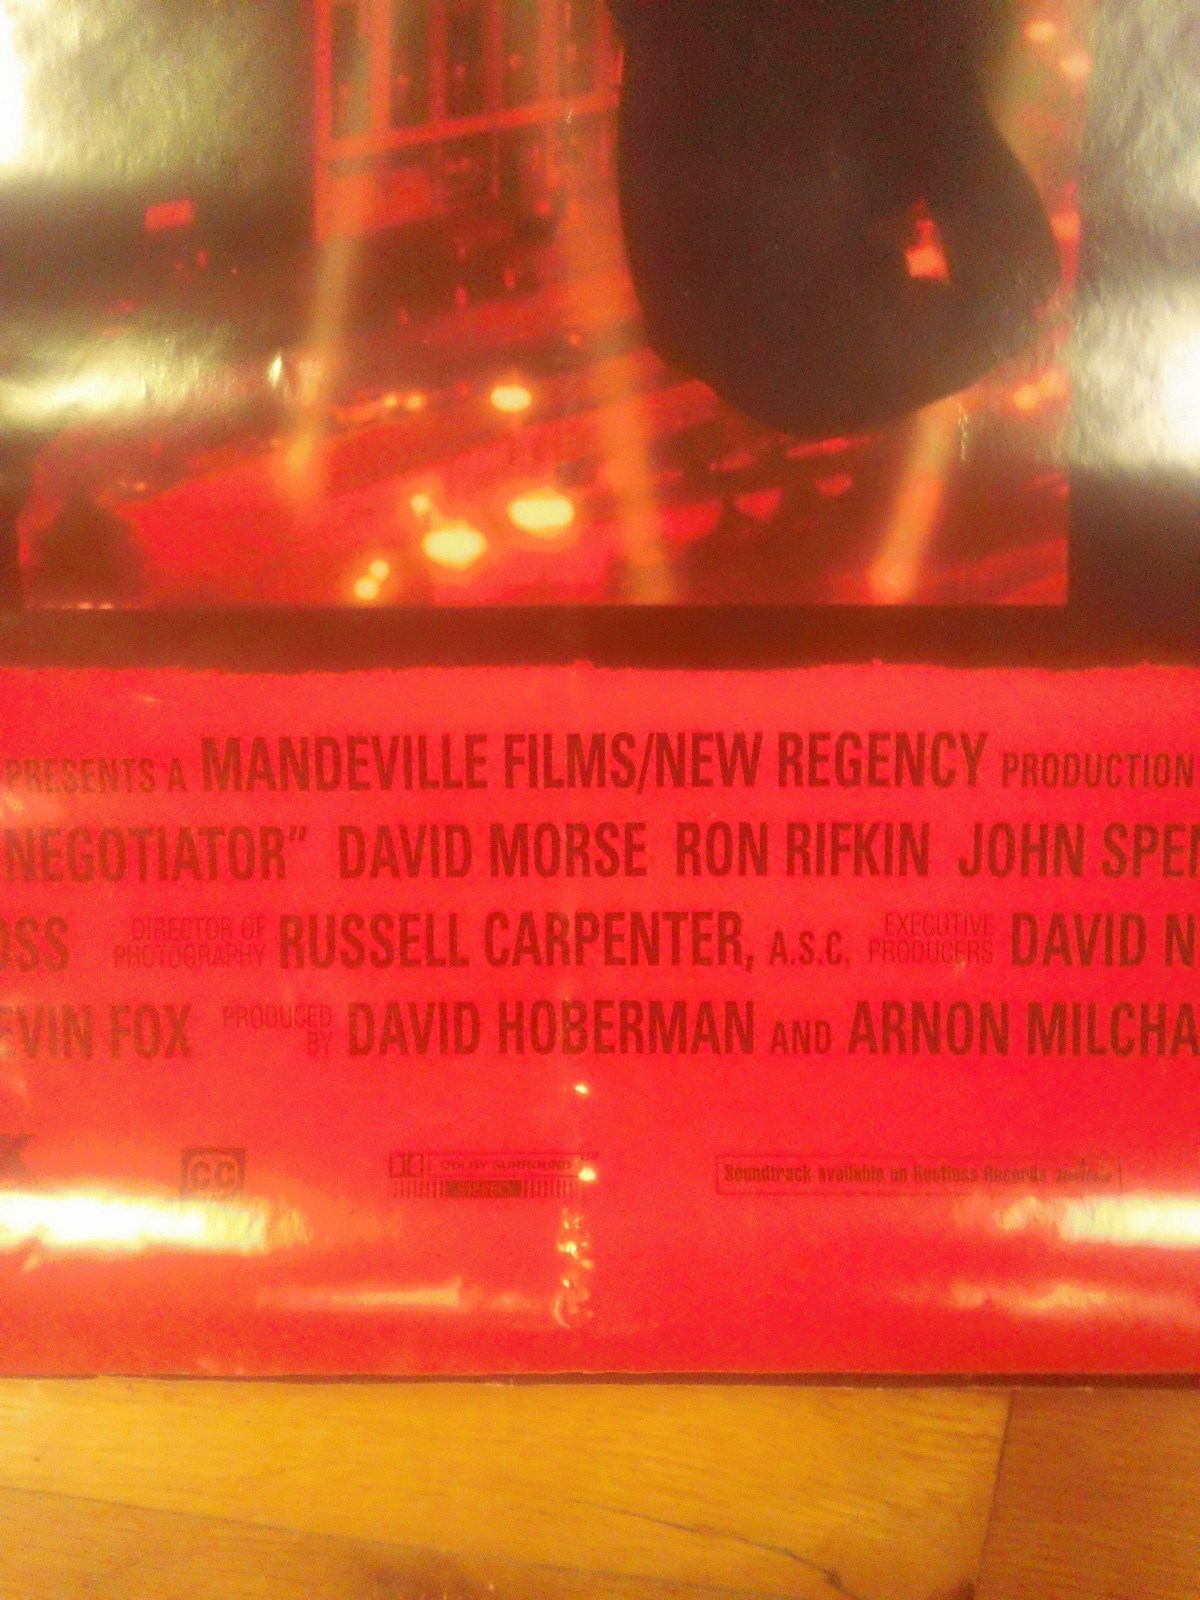 PRESENTS A MANDEVILLE FILMS/NEW REGENCY PRODUCTION
NEGOTIATOR" DAVID MORSE RON RIFKIN JOHN SPEN
OSS DIRECTOR OF PHOTOGRAPHY RUSSELL CARPENTER, A.S.C. EXECUTIVE PRODUCERS DAVID N
EVIN FOX PRODUCED BY DAVID HOBERMAN AND ARNON MILCHA
CC DOLBY SURROUND STEREO Soundtrack available on Restless Records